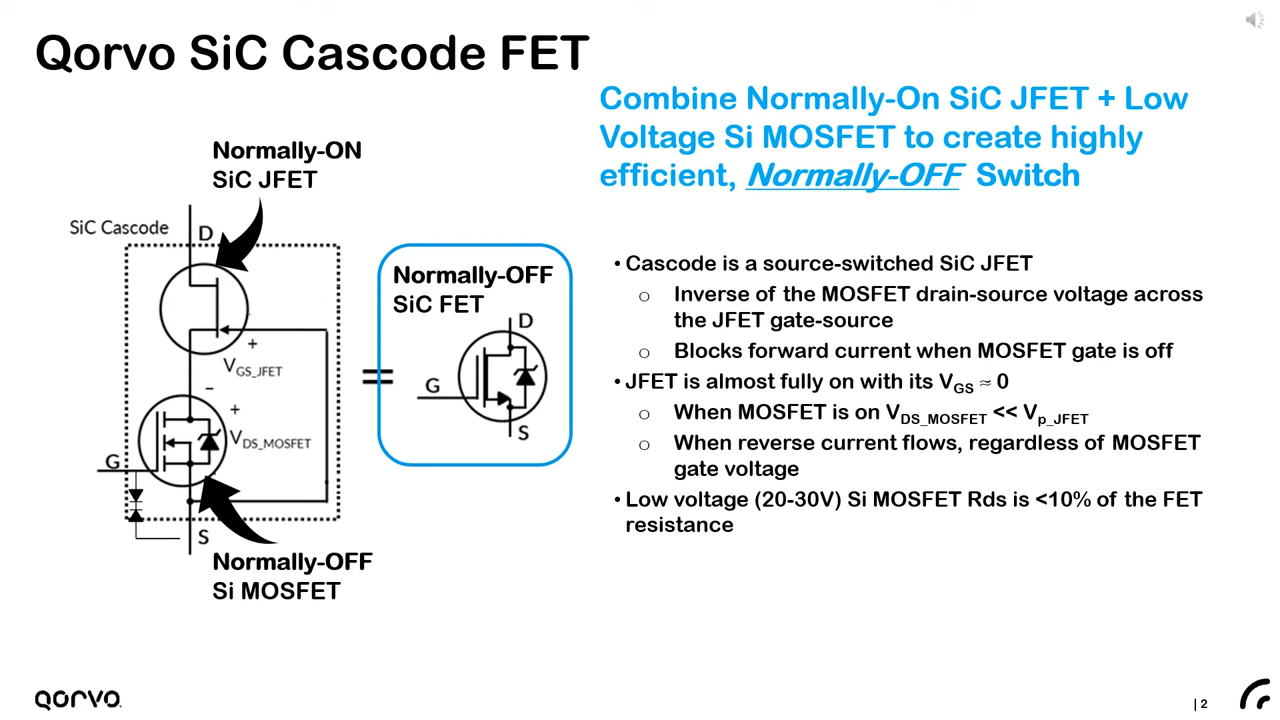 Qorvo SiC Cascode FET
Combine Normally-On SiC JFET + Low
Voltage Si MOSFET to create highly
efficient, Normally-OFF Switch
Normally-ON
SiC JFET
SiC Cascode
D
+
V_GS_JFET
-
+
V_DS_MOSFET
G
S
Normally-OFF
Si MOSFET
=
Normally-OFF
SiC FET
D
G
S
• Cascode is a source-switched SiC JFET
o Inverse of the MOSFET drain-source voltage across
the JFET gate-source
o Blocks forward current when MOSFET gate is off
• JFET is almost fully on with its V_GS ≈ 0
o When MOSFET is on V_DS_MOSFET << V_p_JFET
o When reverse current flows, regardless of MOSFET
gate voltage
• Low voltage (20-30V) Si MOSFET Rds is <10% of the FET
resistance
QORVO
| 2